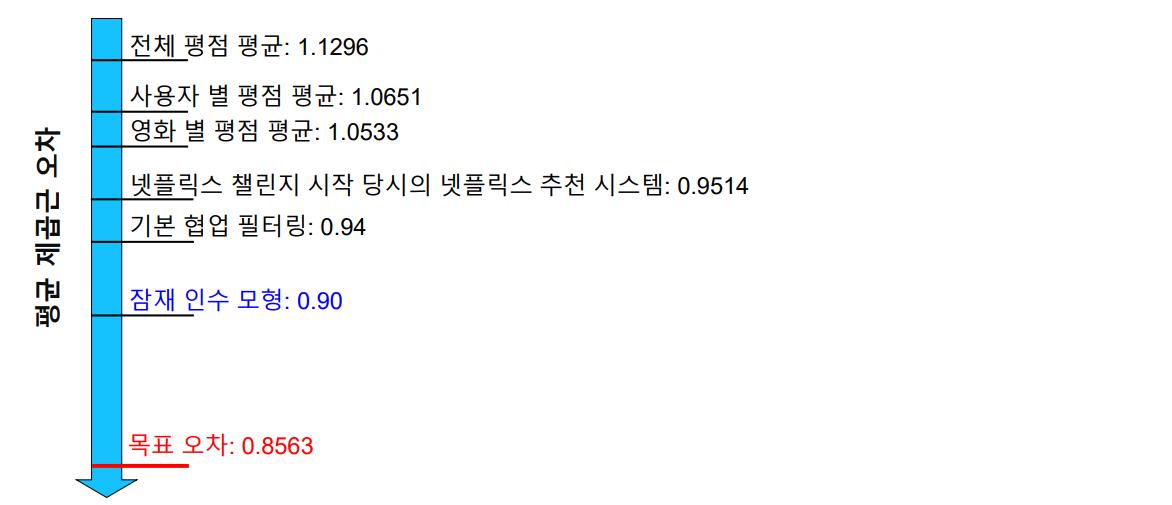 평균 제곱근 오차
전체 평점 평균: 1.1296
사용자 별 평점 평균: 1.0651
영화 별 평점 평균: 1.0533
넷플릭스 챌린지 시작 당시의 넷플릭스 추천 시스템: 0.9514
기본 협업 필터링: 0.94
잠재 인수 모형: 0.90
목표 오차: 0.8563